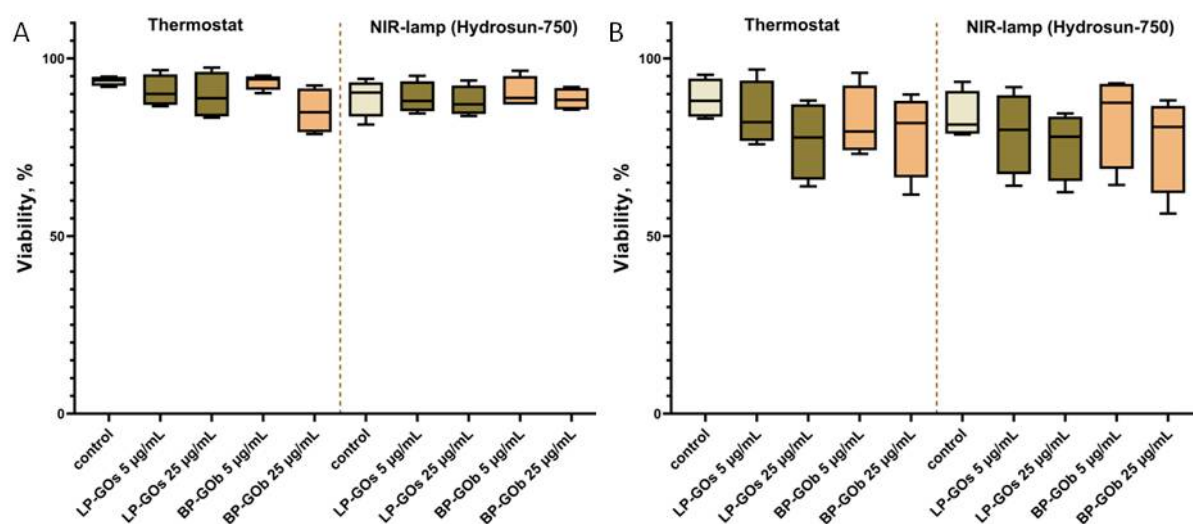 A
Thermostat
NIR-lamp (Hydrosun-750)
Viability, %
100
50
0
control
LP-GOs 5 µg/mL
LP-GOs 25 µg/mL
BP-GOb 5 µg/mL
BP-GOb 25 µg/mL
control
LP-GOs 5 µg/mL
LP-GOs 25 µg/mL
BP-GOb 5 µg/mL
BP-GOb 25 µg/mL
B
Thermostat
NIR-lamp (Hydrosun-750)
Viability, %
100
50
0
control
LP-GOs 5 µg/mL
LP-GOs 25 µg/mL
BP-GOb 5 µg/mL
BP-GOb 25 µg/mL
control
LP-GOs 5 µg/mL
LP-GOs 25 µg/mL
BP-GOb 5 µg/mL
BP-GOb 25 µg/mL